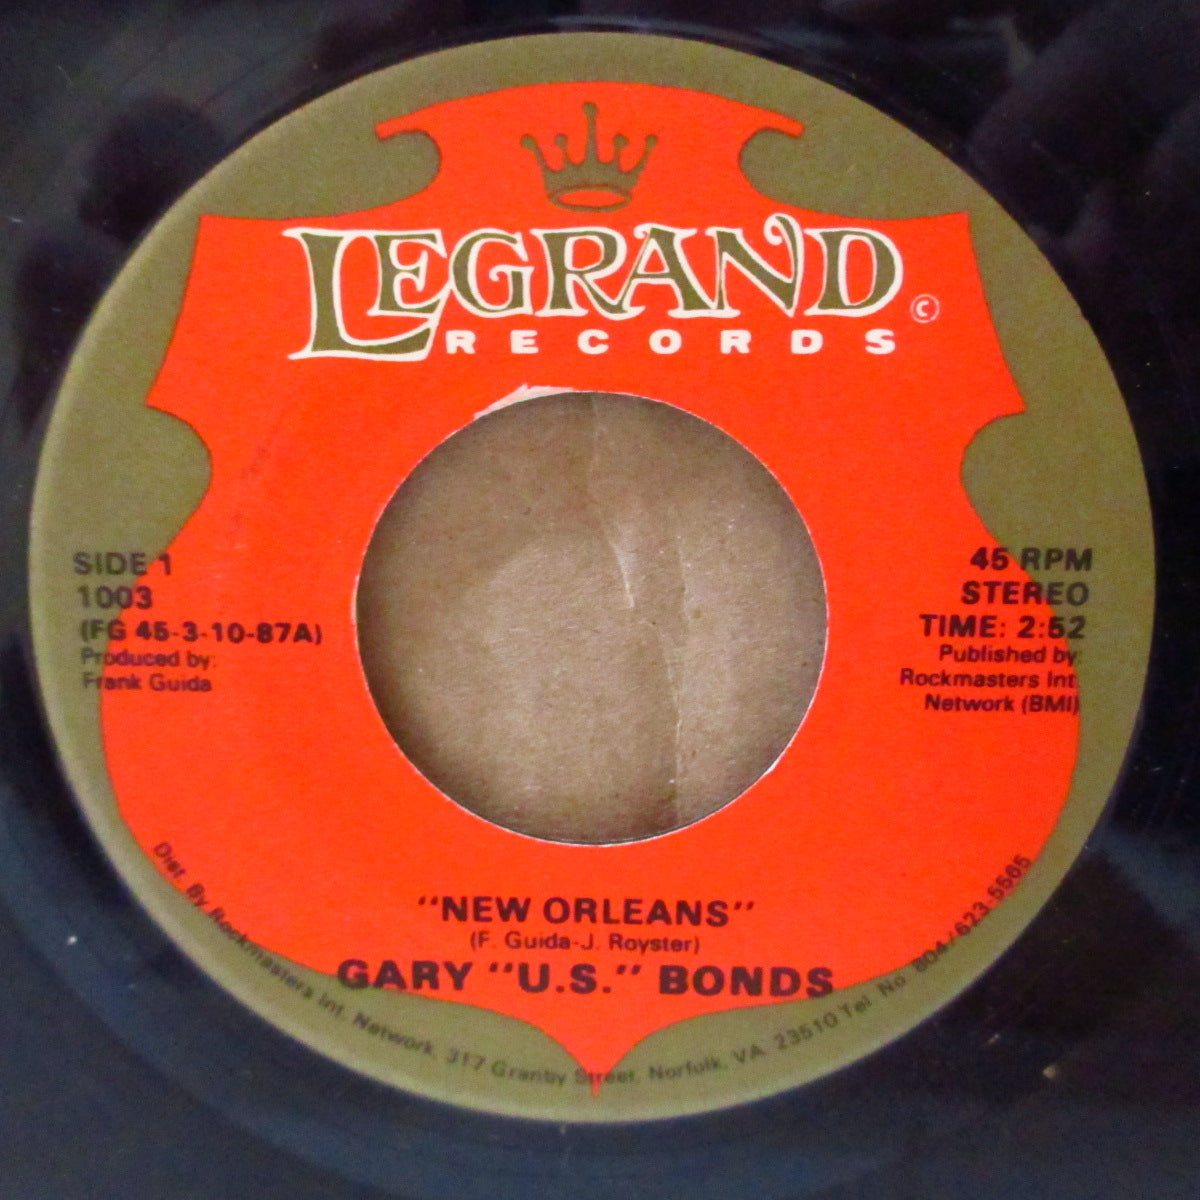 LEGRAND ©
RECORDS
SIDE 1
1003
(FG 45-3-10-87A)
Produced by:
Frank Guida
45 RPM
STEREO
TIME: 2:52
Published by:
Rockmasters Int.
Network (BMI)
"NEW ORLEANS"
(F. Guida-J. Royster)
GARY "U.S." BONDS
Dist. By Rockmasters Int. Network, 317 Granby Street, Norfolk, VA. 23510 Tel. No. 804/623-5565